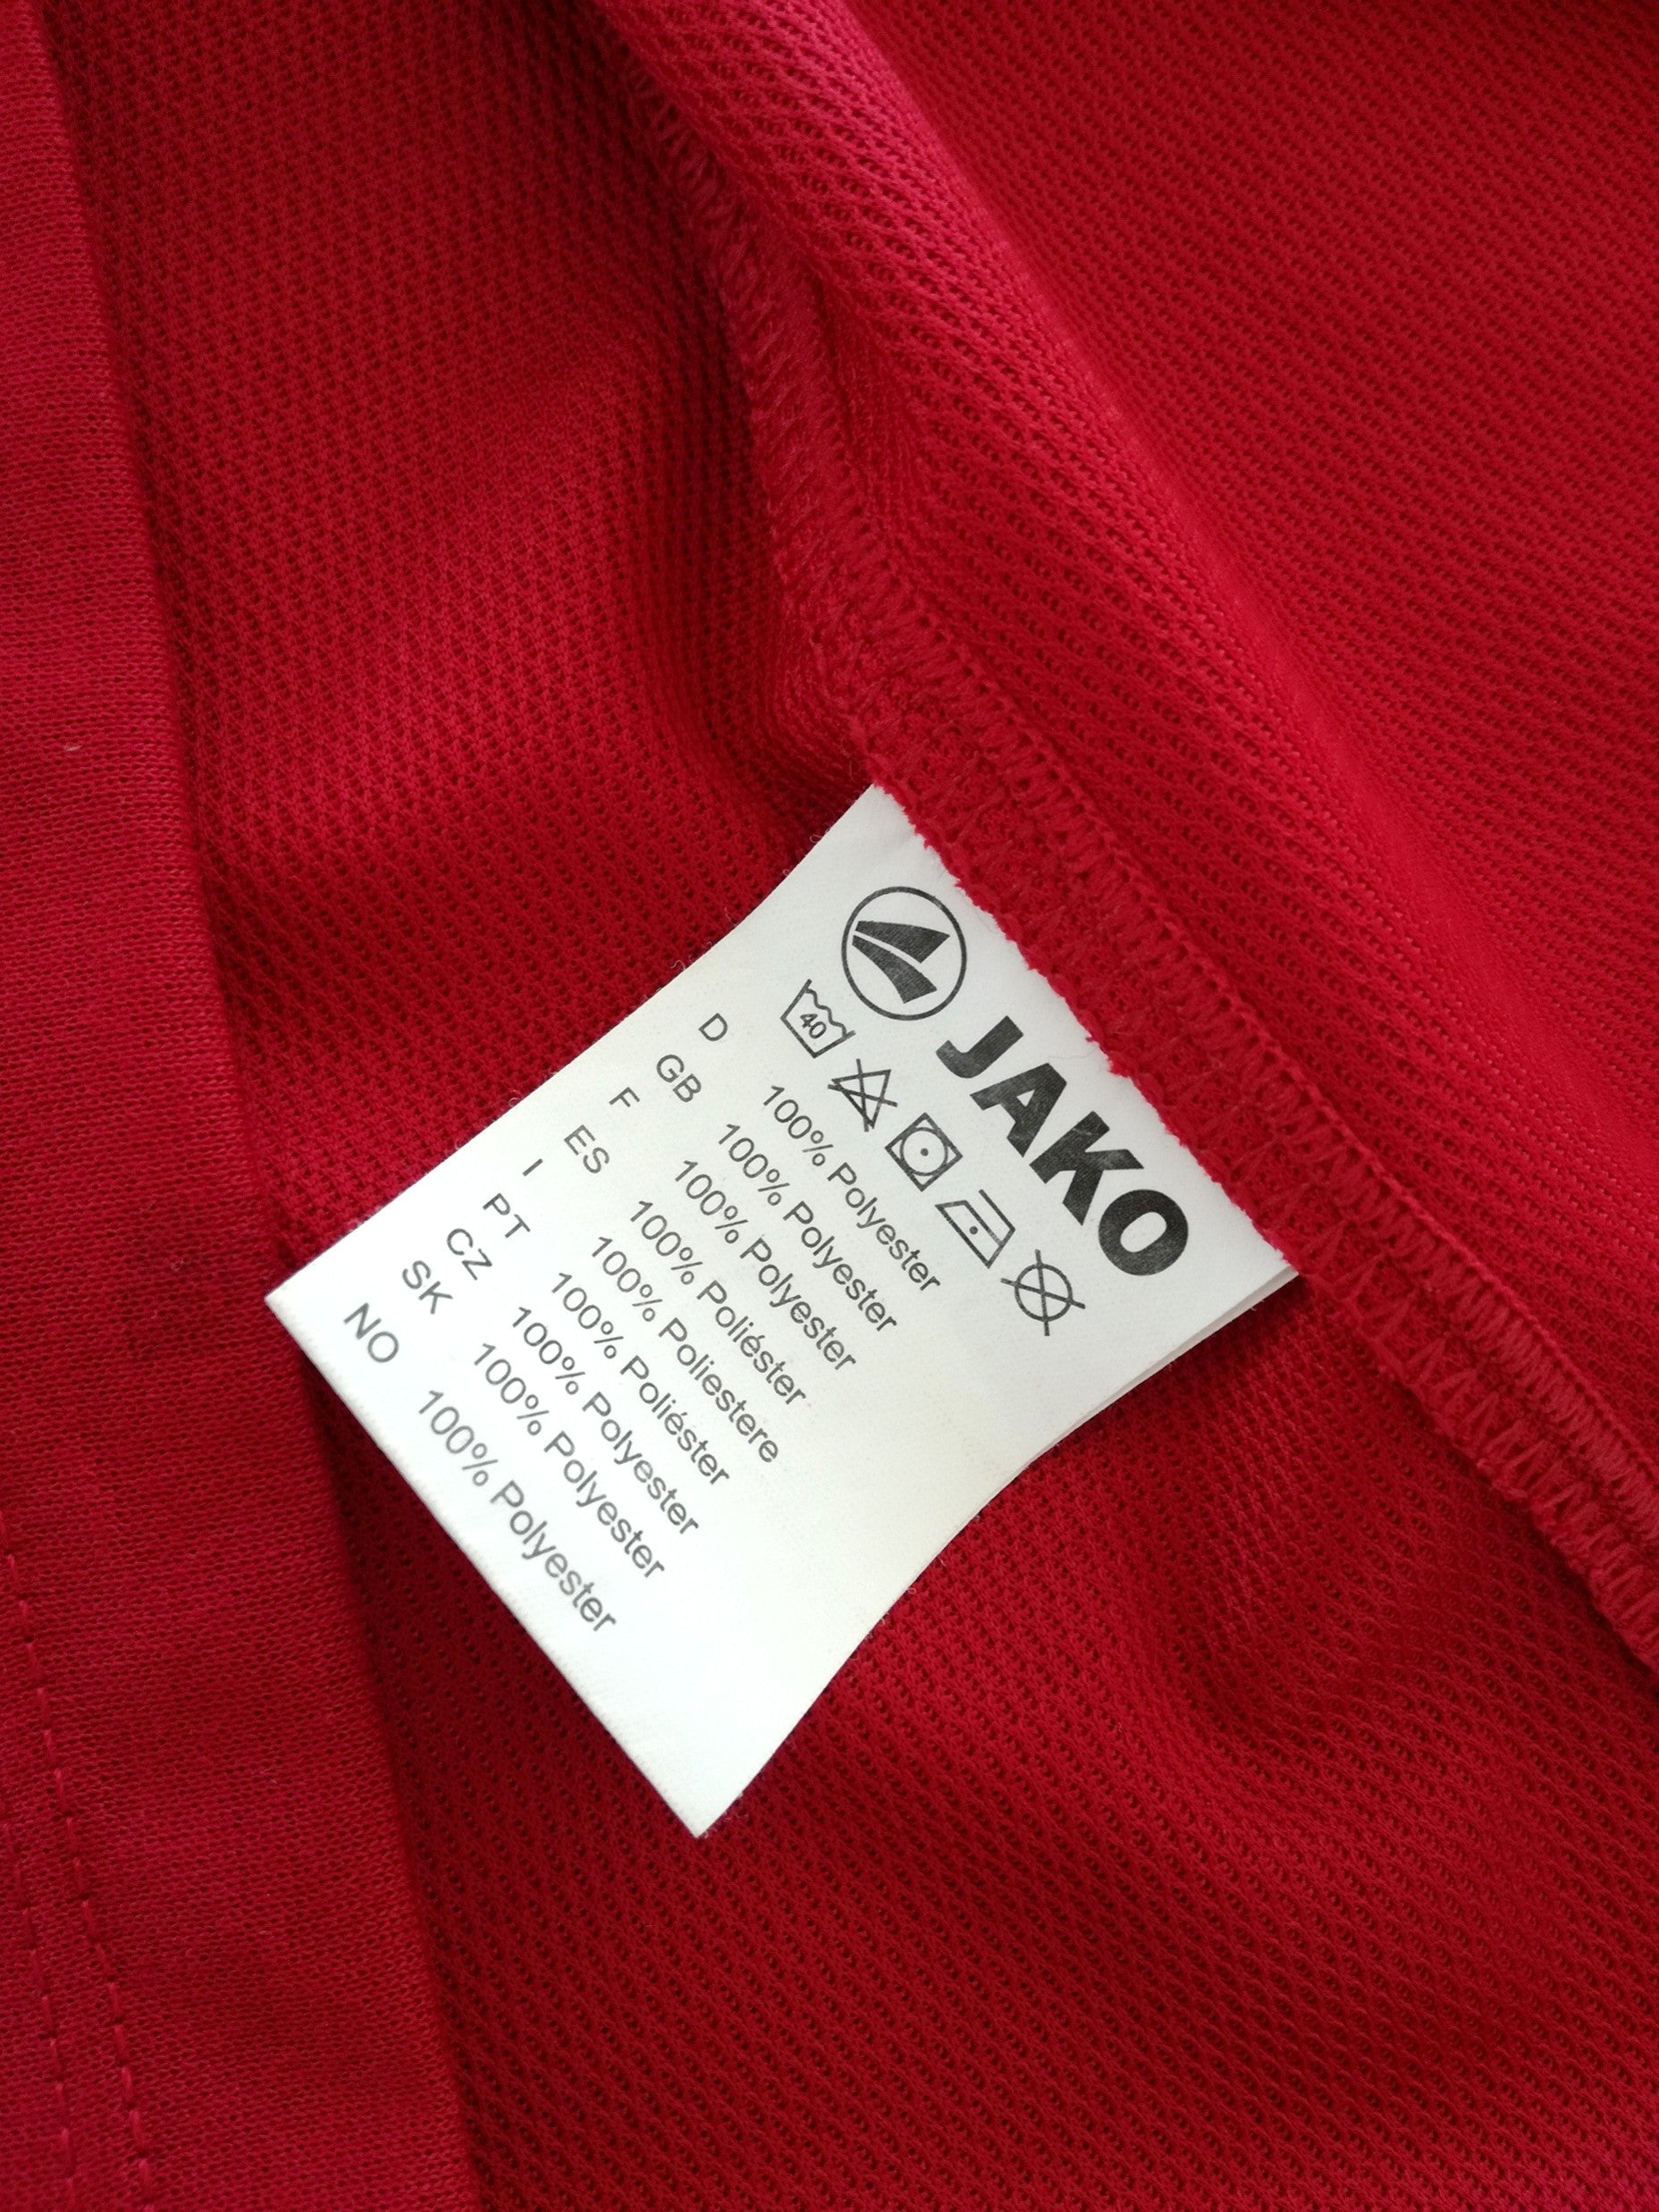 JAKO
40
D 100% Polyester
GB 100% Polyester
F 100% Polyester
ES 100% Poliéster
I 100% Poliestere
PT 100% Poliéster
CZ 100% Polyester
SK 100% Polyester
NO 100% Polyester